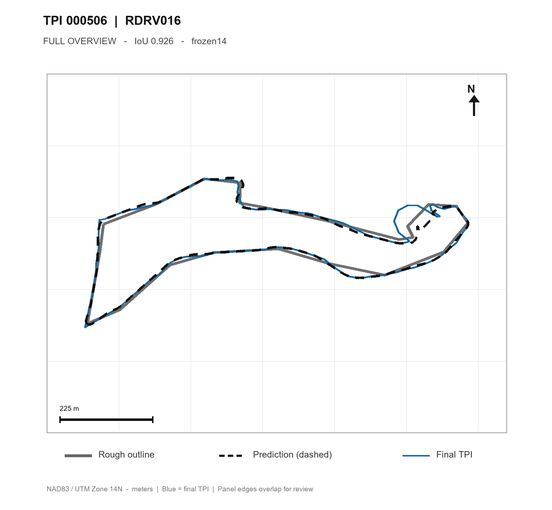 TPI 000506 | RDRV016
FULL OVERVIEW - IoU 0.926 - frozen14
N
225 m
Rough outline
Prediction (dashed)
Final TPI
NAD83 / UTM Zone 14N - meters | Blue = final TPI | Panel edges overlap for review